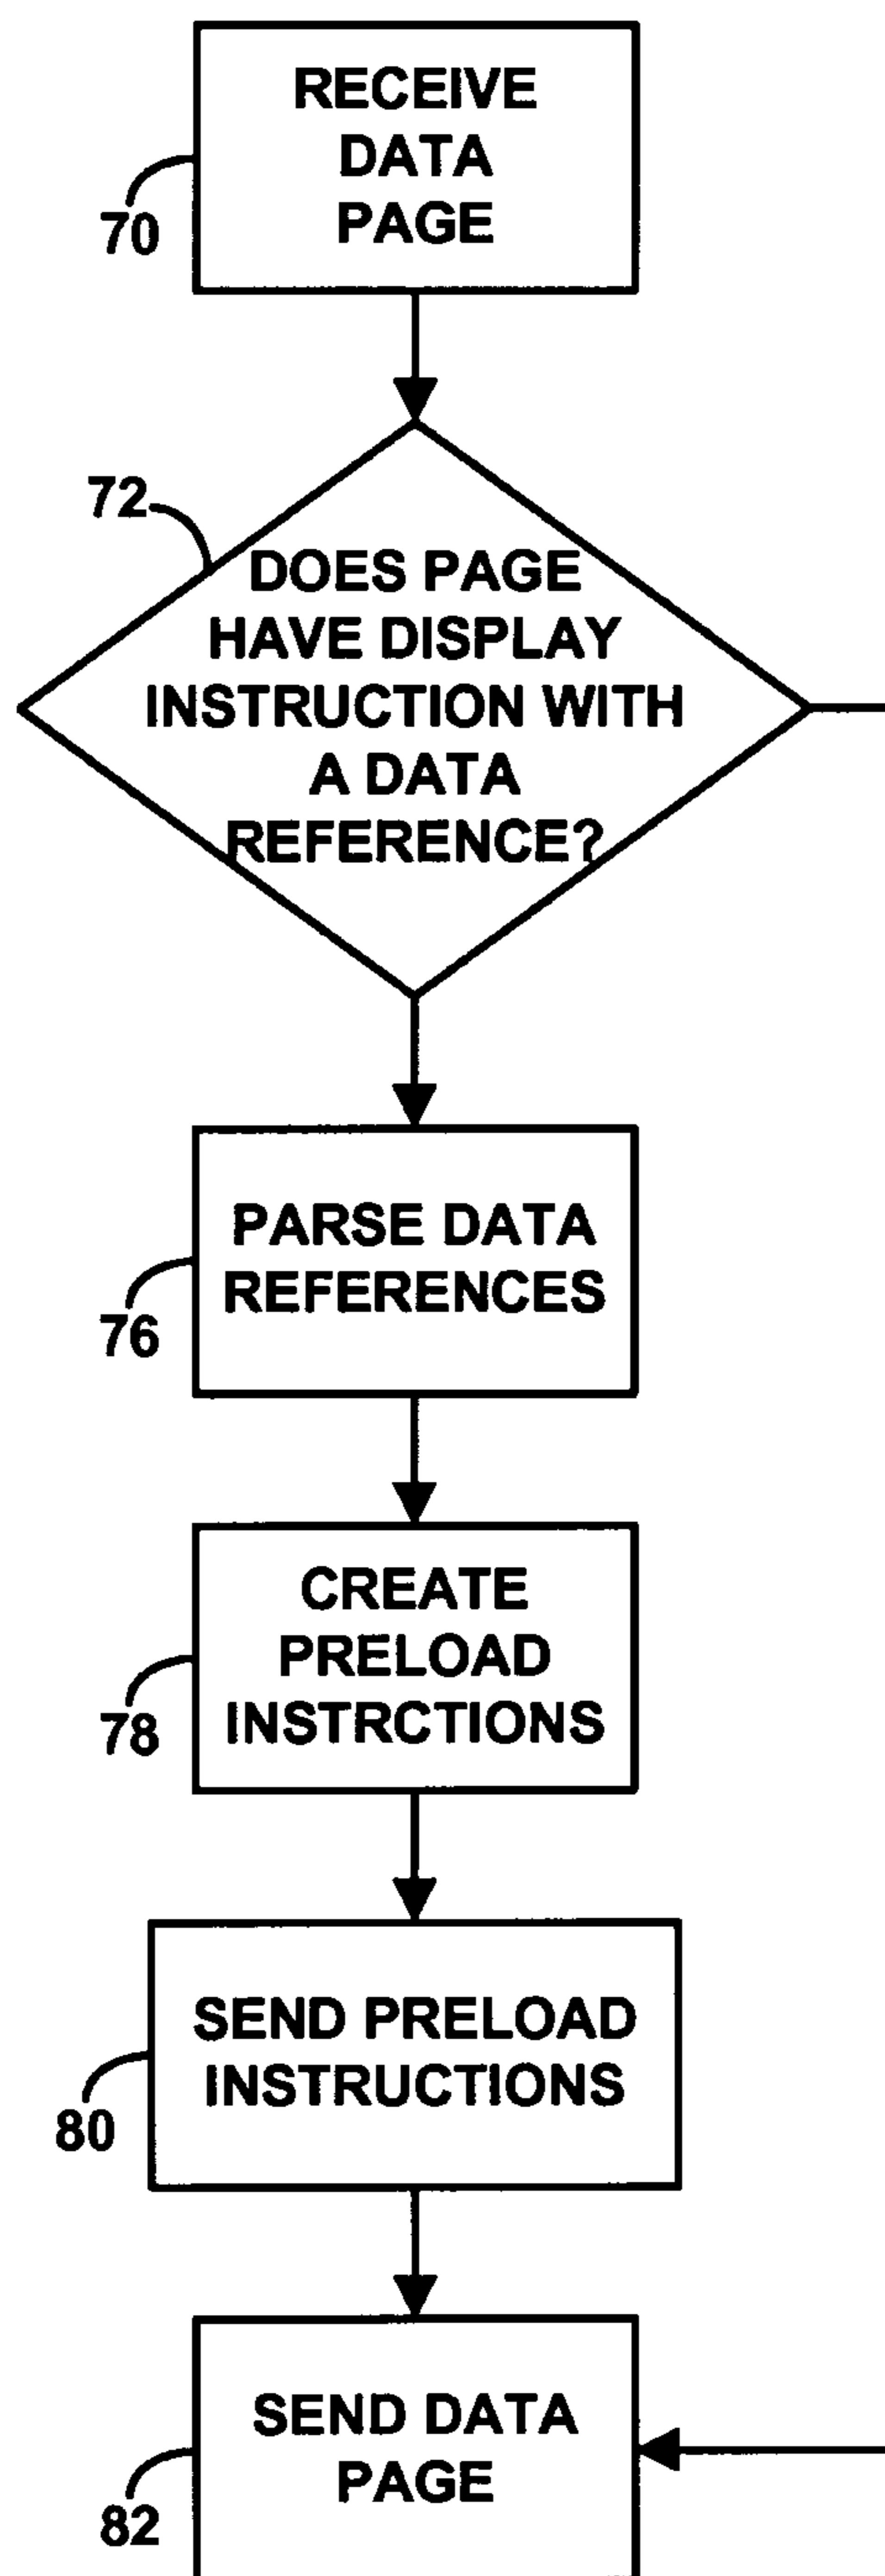 RECEIVE
DATA
PAGE
70
72
DOES PAGE
HAVE DISPLAY
INSTRUCTION WITH
A DATA
REFERENCE?
PARSE DATA
REFERENCES
76
CREATE
PRELOAD
INSTRCTIONS
78
SEND PRELOAD
INSTRUCTIONS
80
SEND DATA
PAGE
82